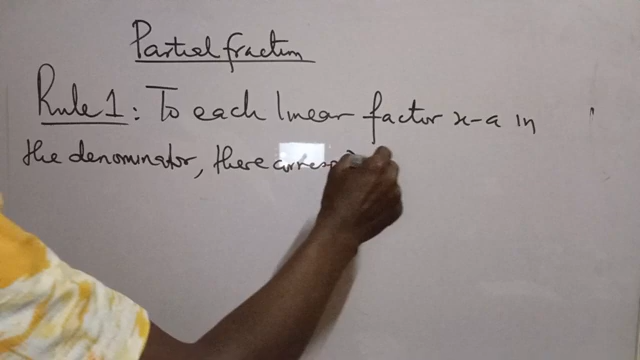 Partial fraction
Rule 1: To each linear factor x-a in
the denominator, there corresp